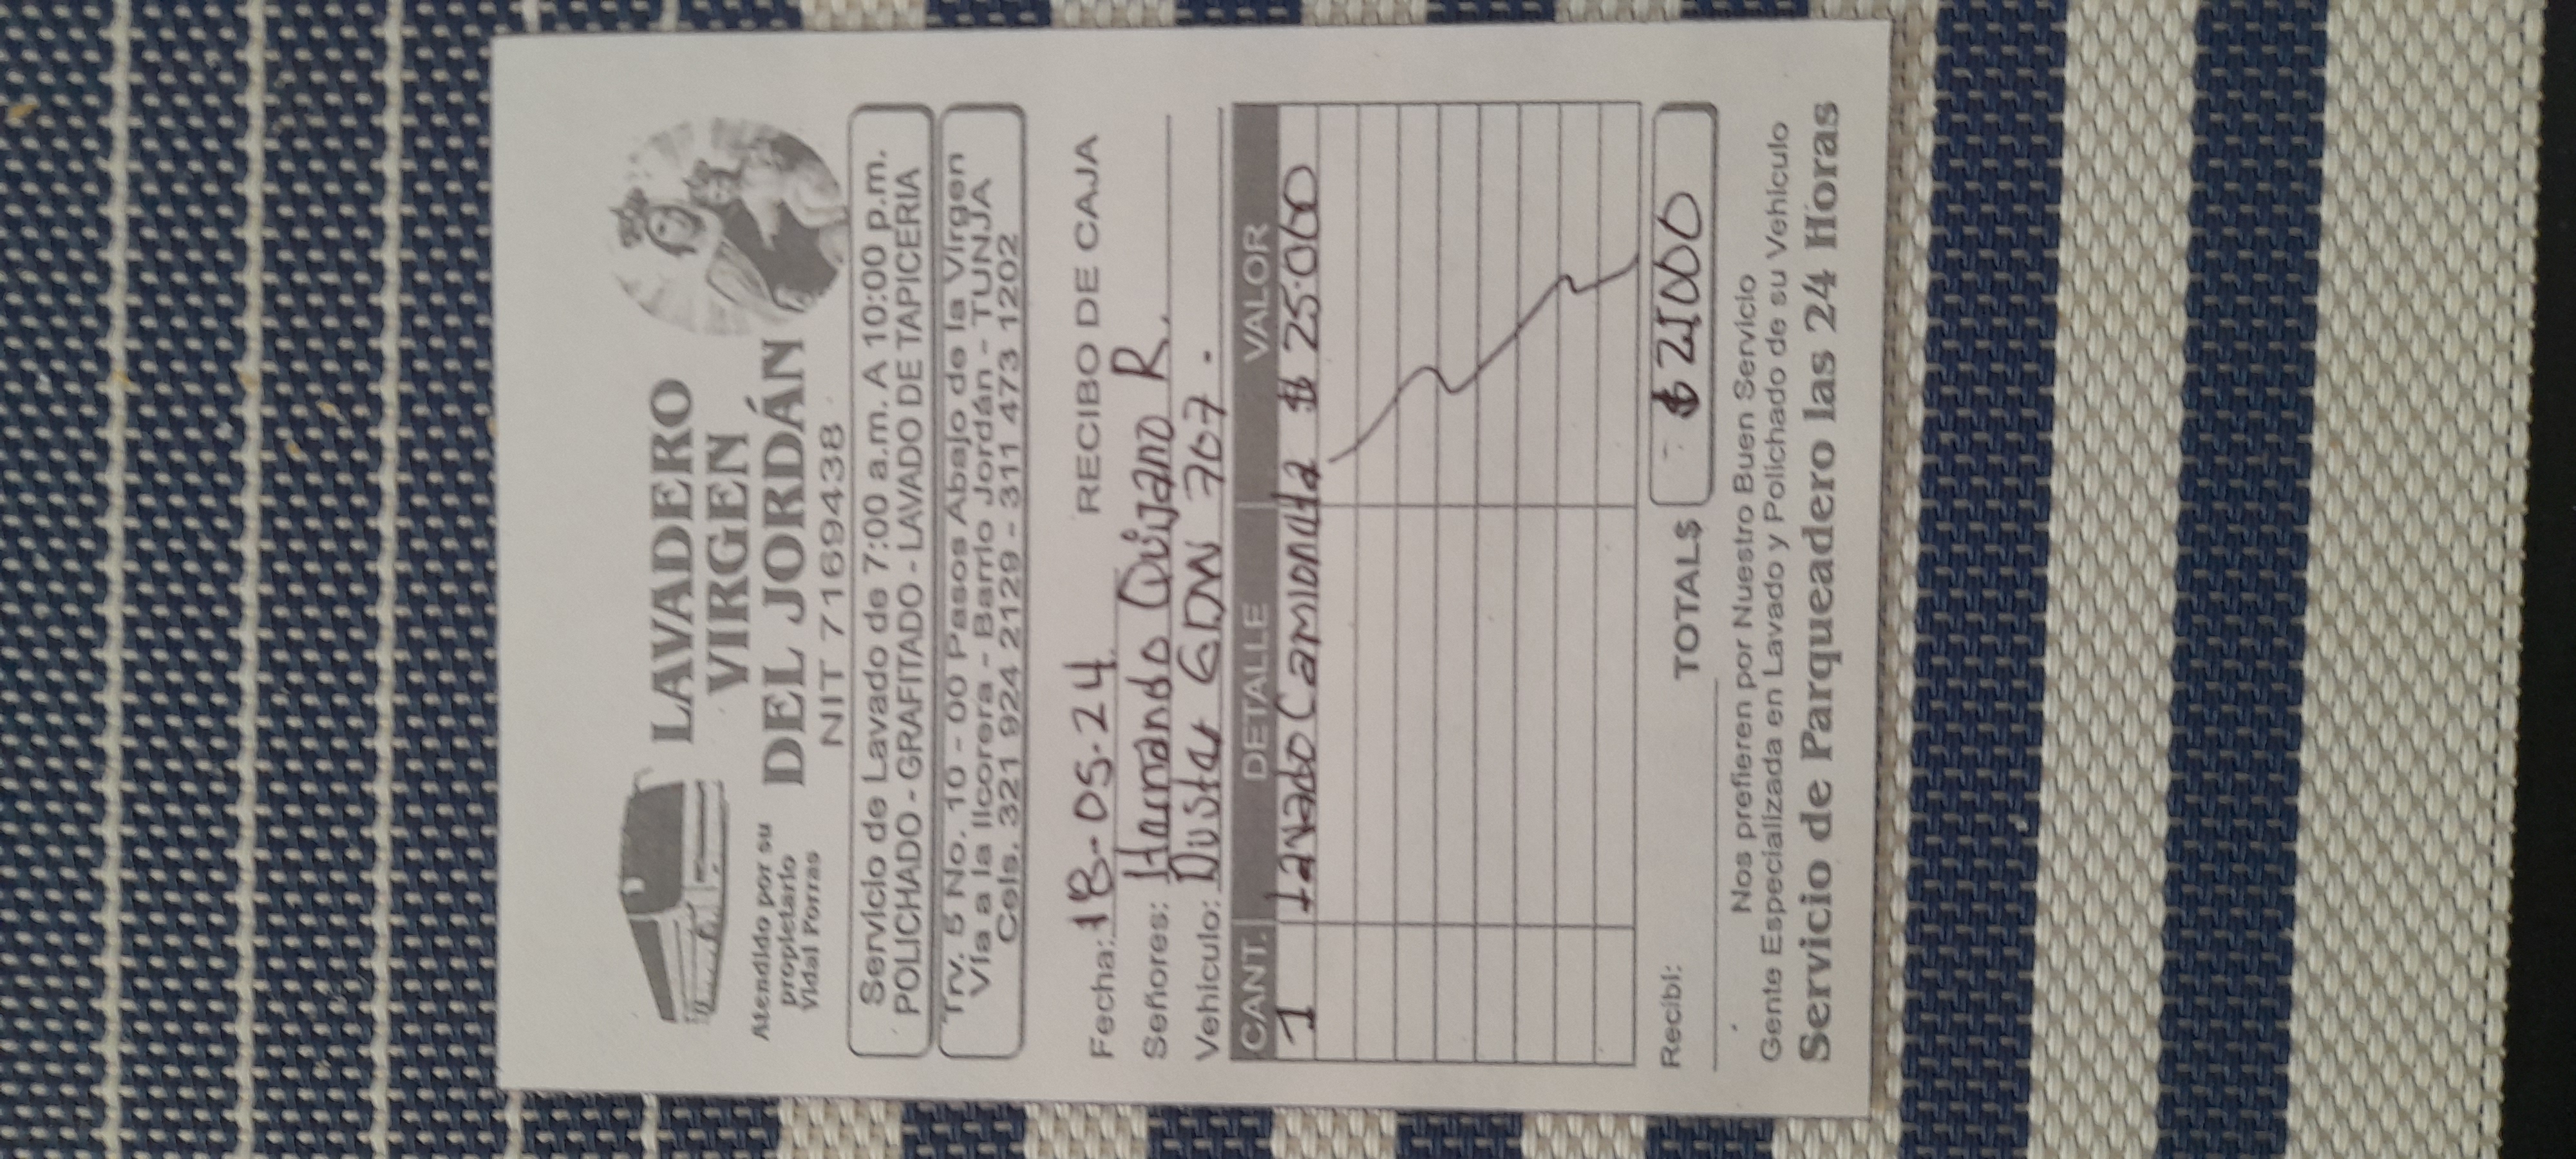 LAVADERO
VIRGEN
DEL JORDÁN
NIT 7169438
Atendido por su
propietario
Vidal Porras
Servicio de Lavado de 7:00 a.m. A 10:00 p.m.
POLICHADO - GRAFITADO - LAVADO DE TAPICERIA
Trv. 5 No. 10 - 00 Pasos Abajo de la Virgen
Vía a la licorera - Barrio Jordán - TUNJA
Cels. 321 924 2129 - 311 473 1202
RECIBO DE CAJA
Fecha: 18-05-24
Señores: Hernando Quijano R.
Vehículo: Duster GDW 707.
CANT. DETALLE VALOR
1 Lavado Camioneta $ 25.000
TOTAL$ $ 25000
Recibí:
Nos prefieren por Nuestro Buen Servicio
Gente Especializada en Lavado y Polichado de su Vehículo
Servicio de Parqueadero las 24 Horas